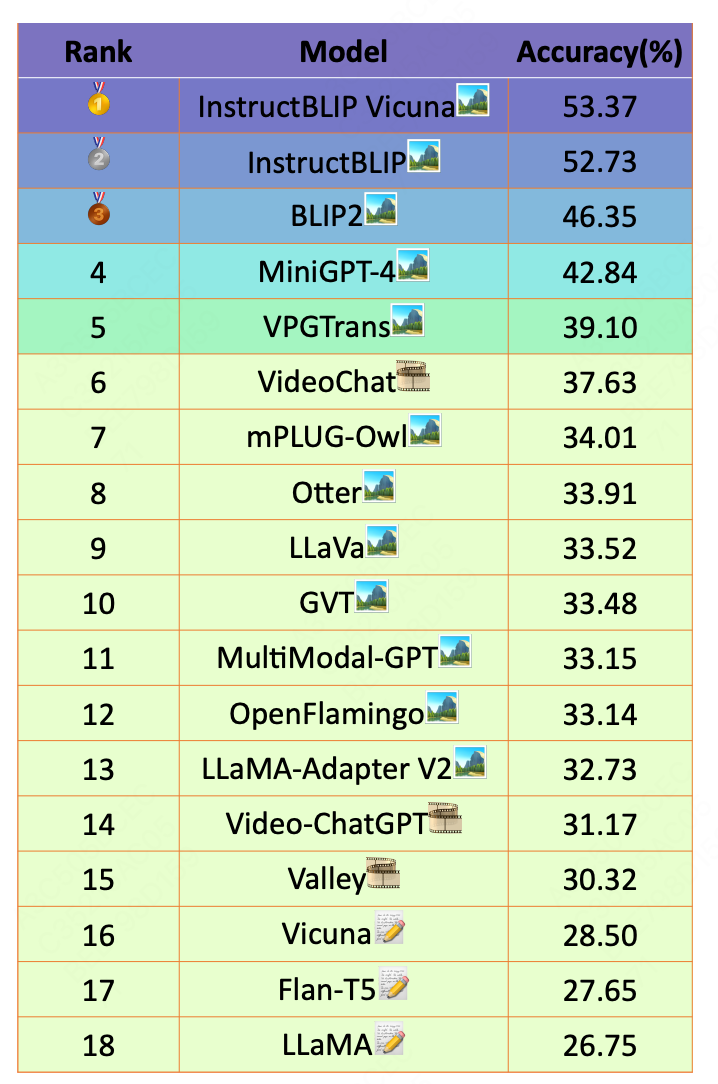 Rank Model Accuracy(%)
1 InstructBLIP Vicuna 53.37
2 InstructBLIP 52.73
3 BLIP2 46.35
4 MiniGPT-4 42.84
5 VPGTrans 39.10
6 VideoChat 37.63
7 mPLUG-Owl 34.01
8 Otter 33.91
9 LLaVa 33.52
10 GVT 33.48
11 MultiModal-GPT 33.15
12 OpenFlamingo 33.14
13 LLaMA-Adapter V2 32.73
14 Video-ChatGPT 31.17
15 Valley 30.32
16 Vicuna 28.50
17 Flan-T5 27.65
18 LLaMA 26.75